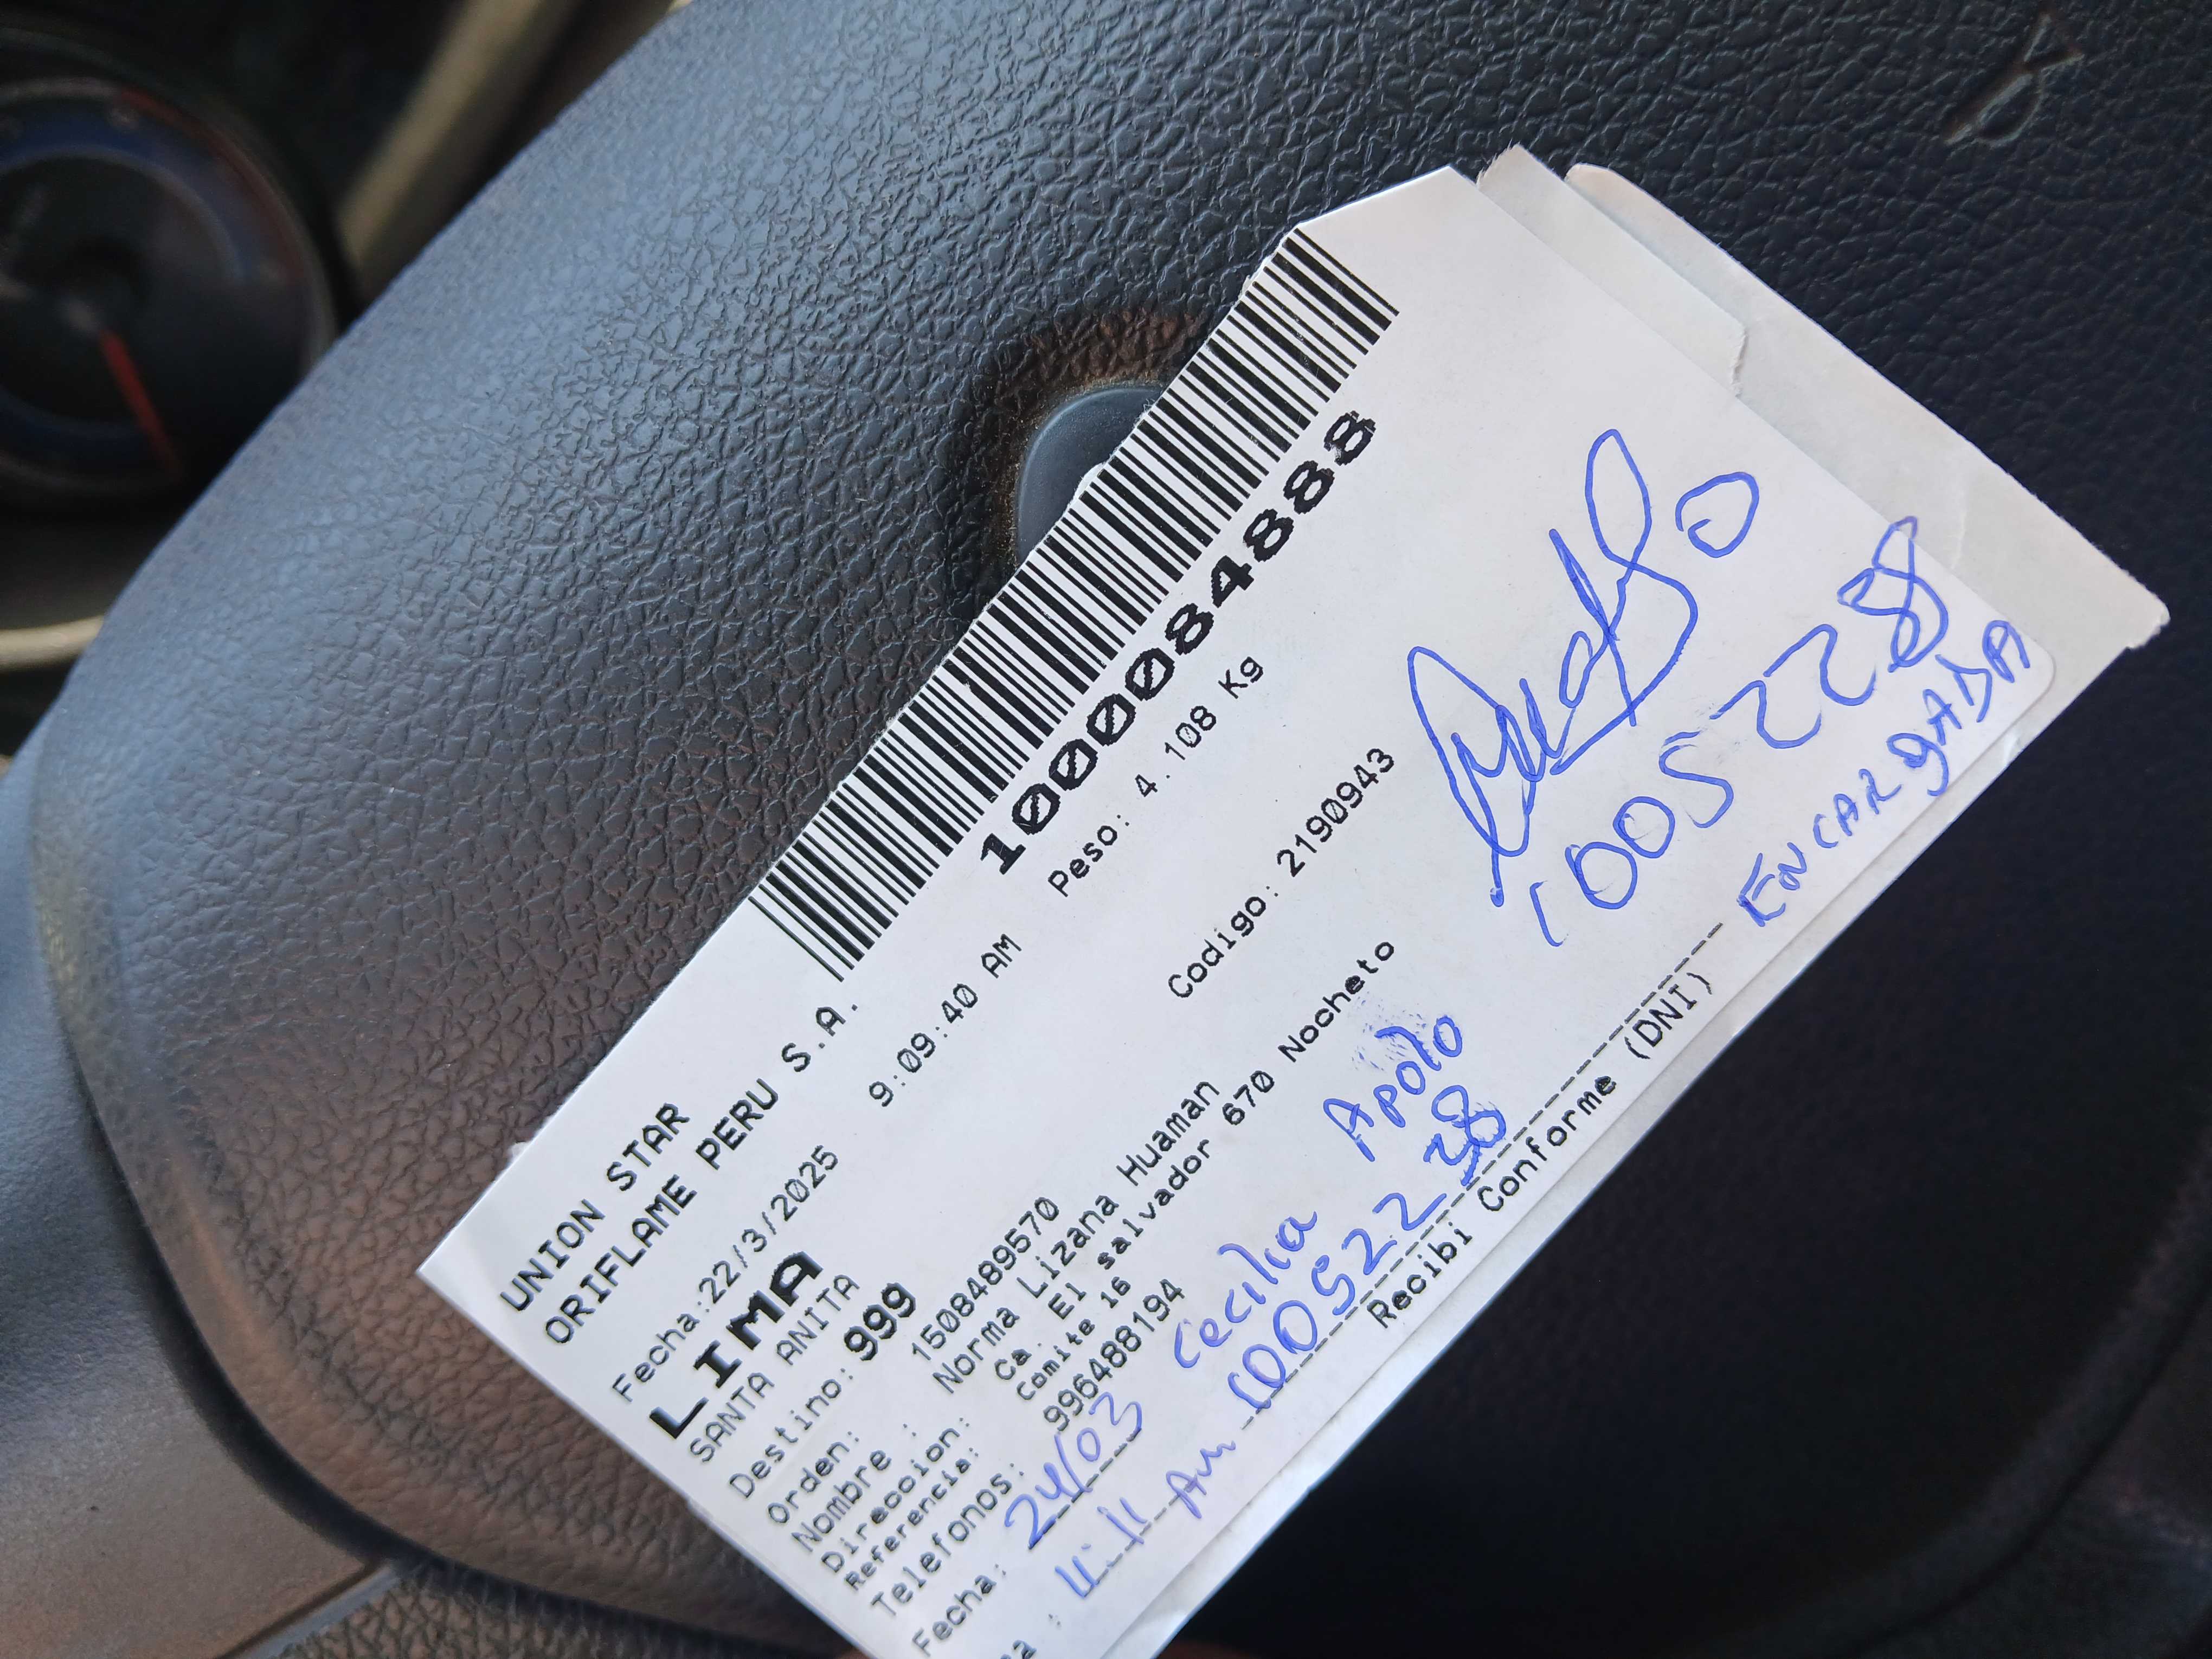 UNION STAR
ORIFLAME PERU S.A.
Fecha:22/3/2025 9:09:40 AM
1000084888
LIMA
Peso: 4.108 Kg
SANTA ANITA
Destino: 999
Codigo: 2190943
Orden: 1508489570
Nombre : Norma Lizana Huaman
Direccion: Ca. El salvador 670 Nocheto
Referencia: Comite 16
Telefonos: 996488194
Fecha: 24/03 Cecilia Apolo
11:11 Am 10052238
Recibi Conforme (DNI)
1005228
ENCARgADA